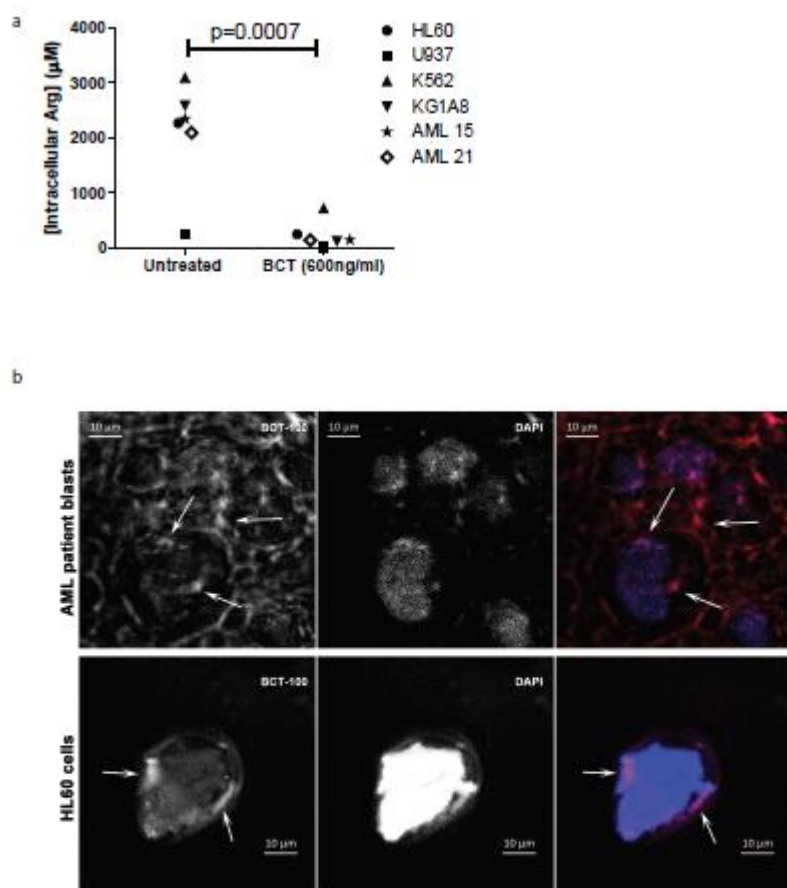 a
p=0.0007
[Intracellular Arg] (µM)
4000
3000
2000
1000
0
Untreated
BCT (600ng/ml)
HL60
U937
K562
KG1A8
AML 15
AML 21
b
AML patient blasts
10 µm
BCT-100
10 µm
DAPI
10 µm
HL60 cells
BCT-100
10 µm
DAPI
10 µm
10 µm